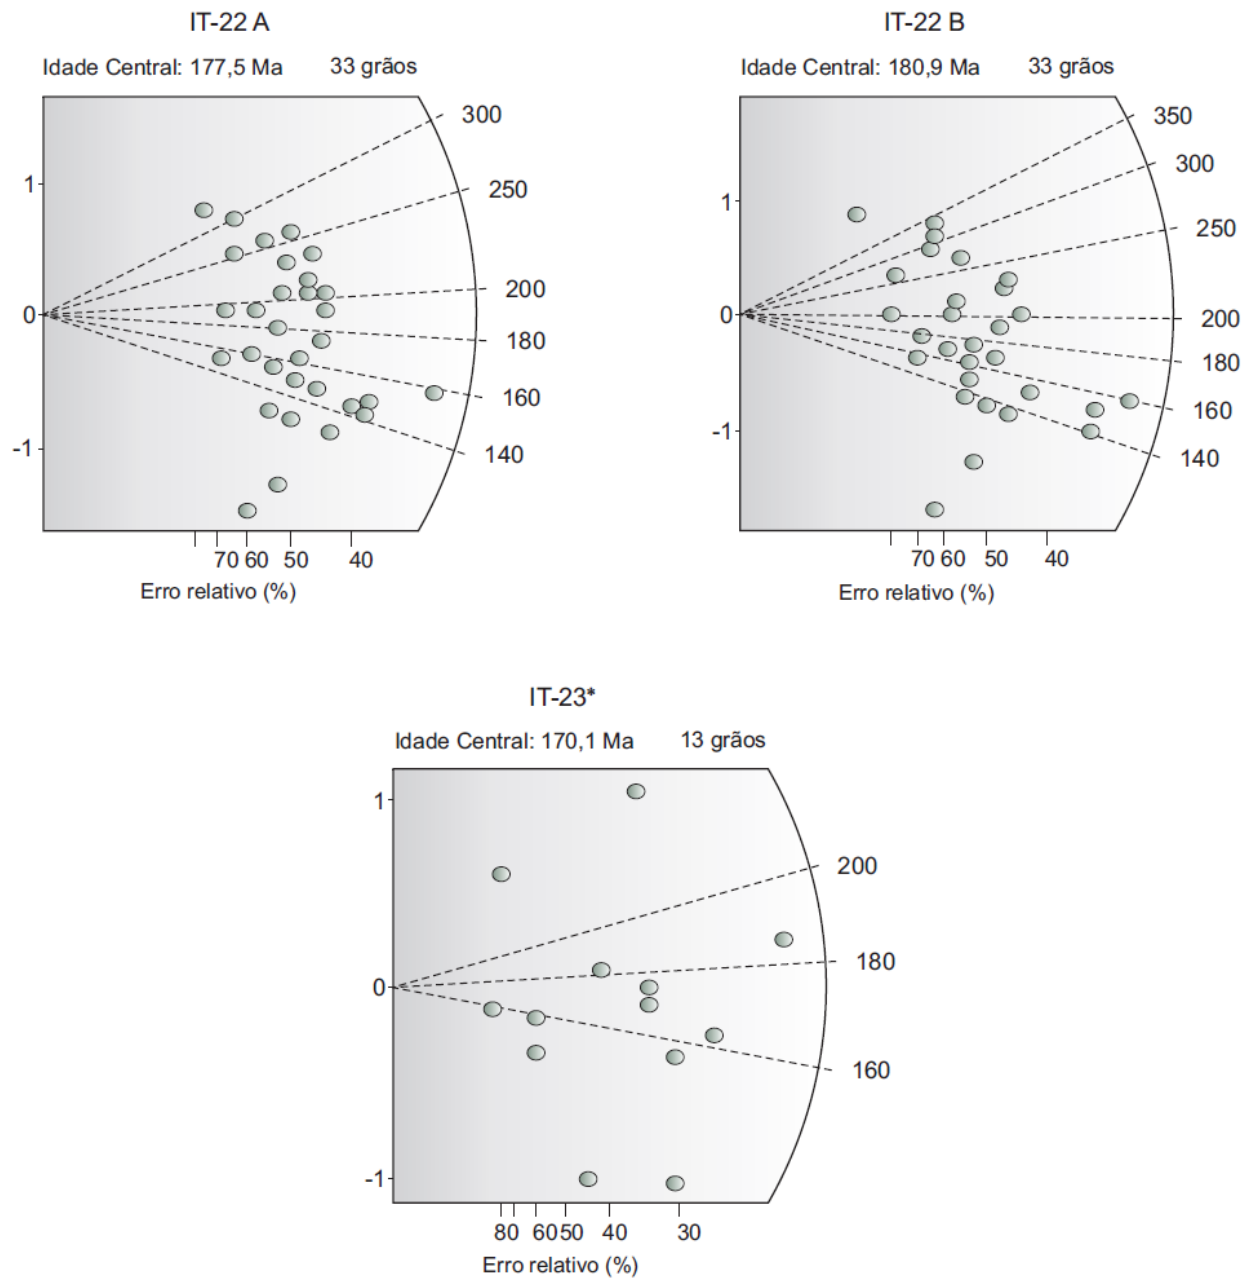 IT-22 A
Idade Central: 177,5 Ma 33 grãos
300
250
200
180
160
140
1
0
-1
70 60 50 40
Erro relativo (%)
IT-22 B
Idade Central: 180,9 Ma 33 grãos
350
300
250
200
180
160
140
1
0
-1
70 60 50 40
Erro relativo (%)
IT-23*
Idade Central: 170,1 Ma 13 grãos
200
180
160
1
0
-1
80 60 50 40 30
Erro relativo (%)